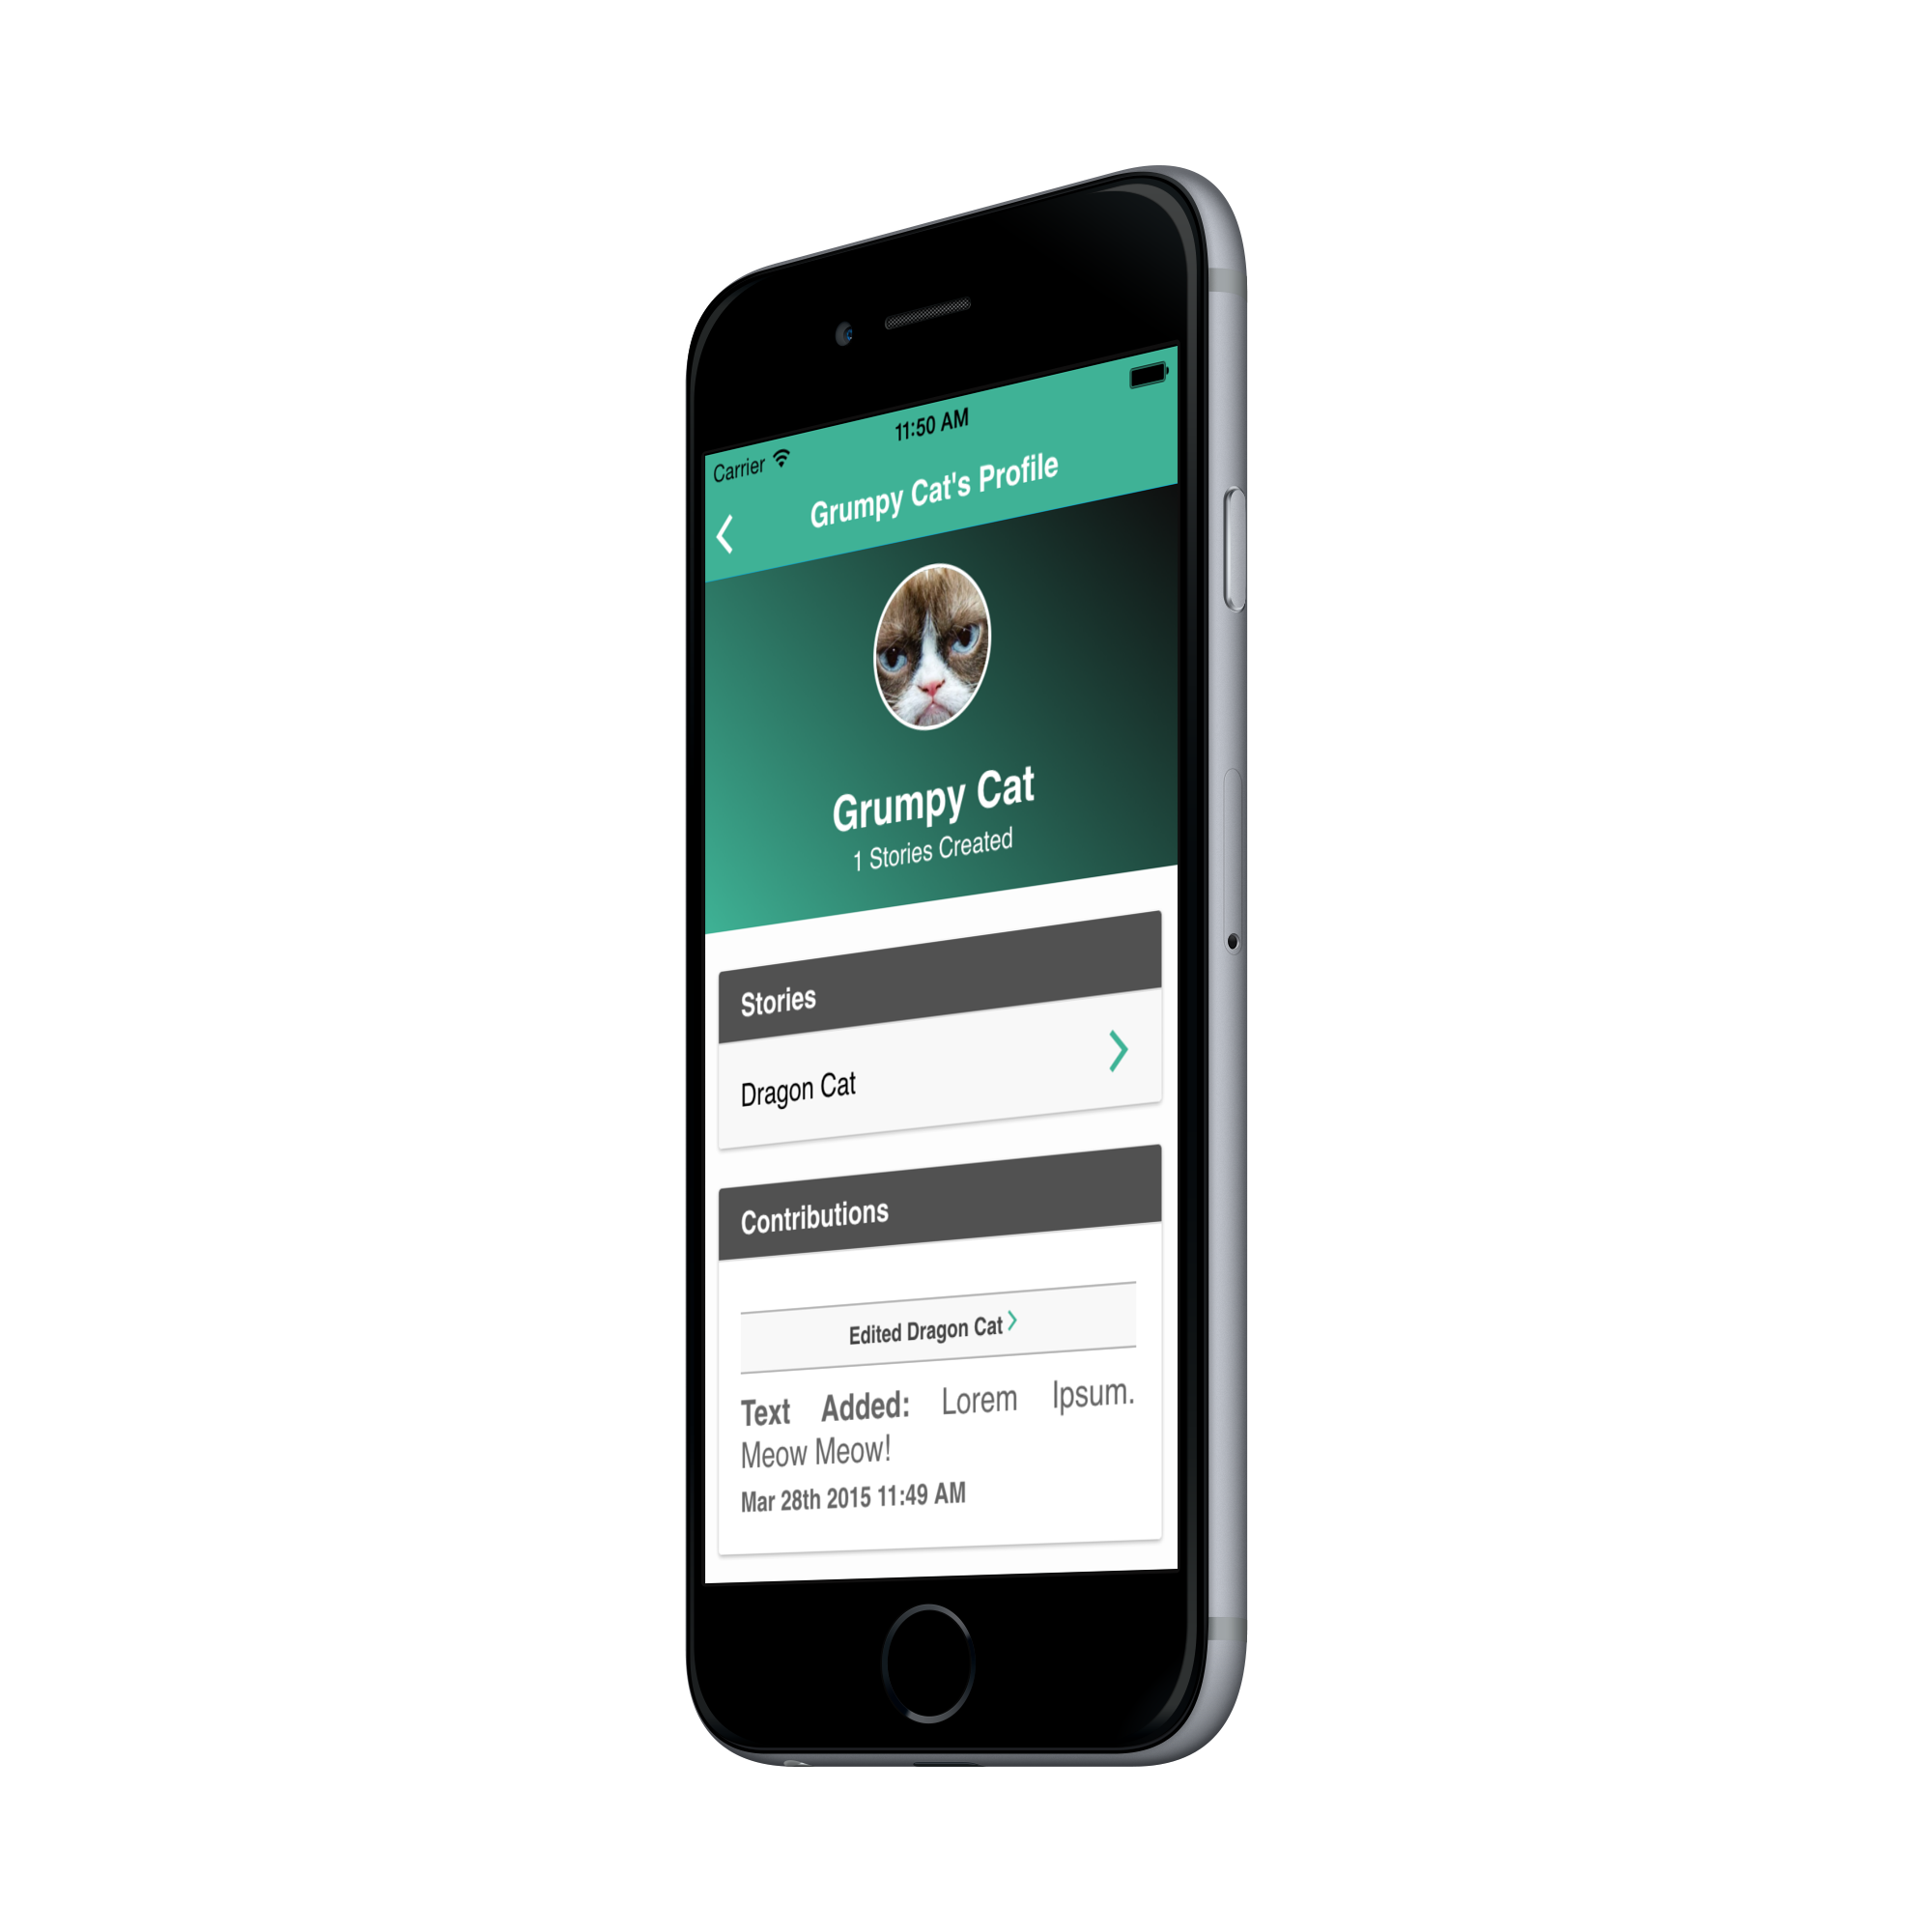 11:50 AM
Carrier
Grumpy Cat's Profile
Grumpy Cat
1 Stories Created
Stories
Dragon Cat
Contributions
Edited Dragon Cat
Text Added: Lorem Ipsum.
Meow Meow!
Mar 28th 2015 11:49 AM